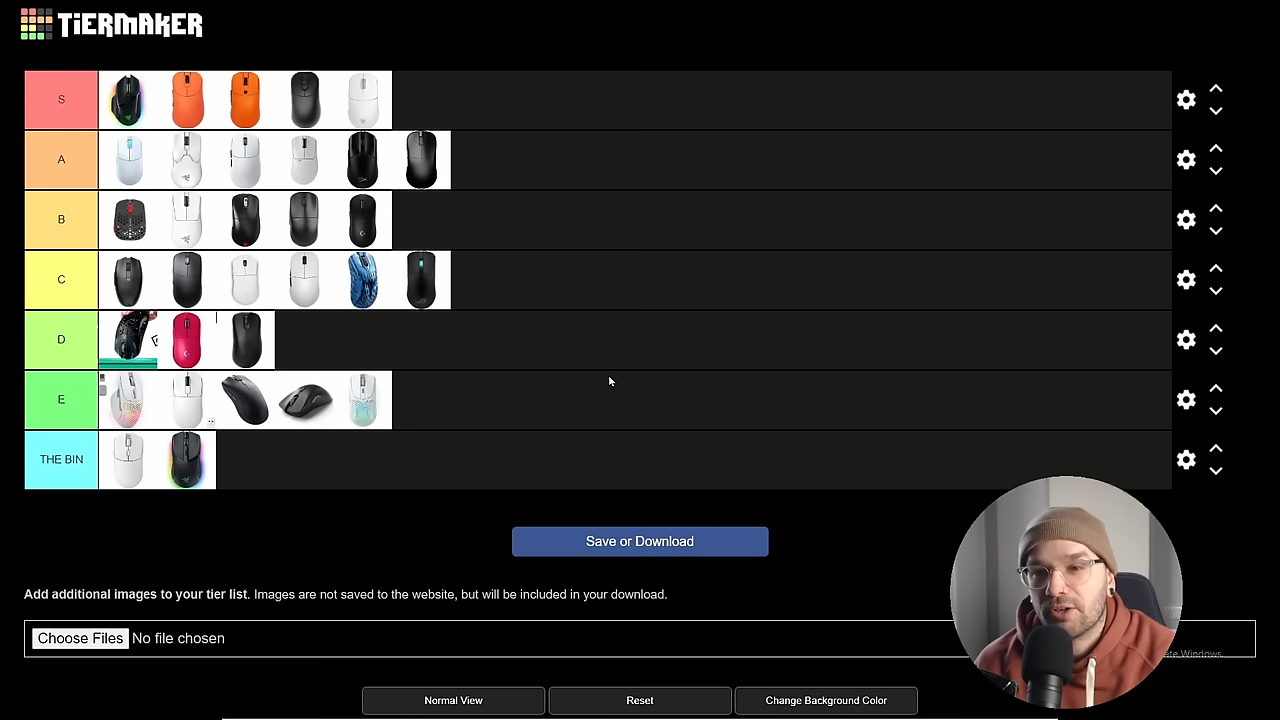 TiERMAKER
S
A
B
C
D
E
THE BIN
Save or Download
Add additional images to your tier list. Images are not saved to the website, but will be included in your download.
Choose Files No file chosen
ate Windows
Normal View
Reset
Change Background Color